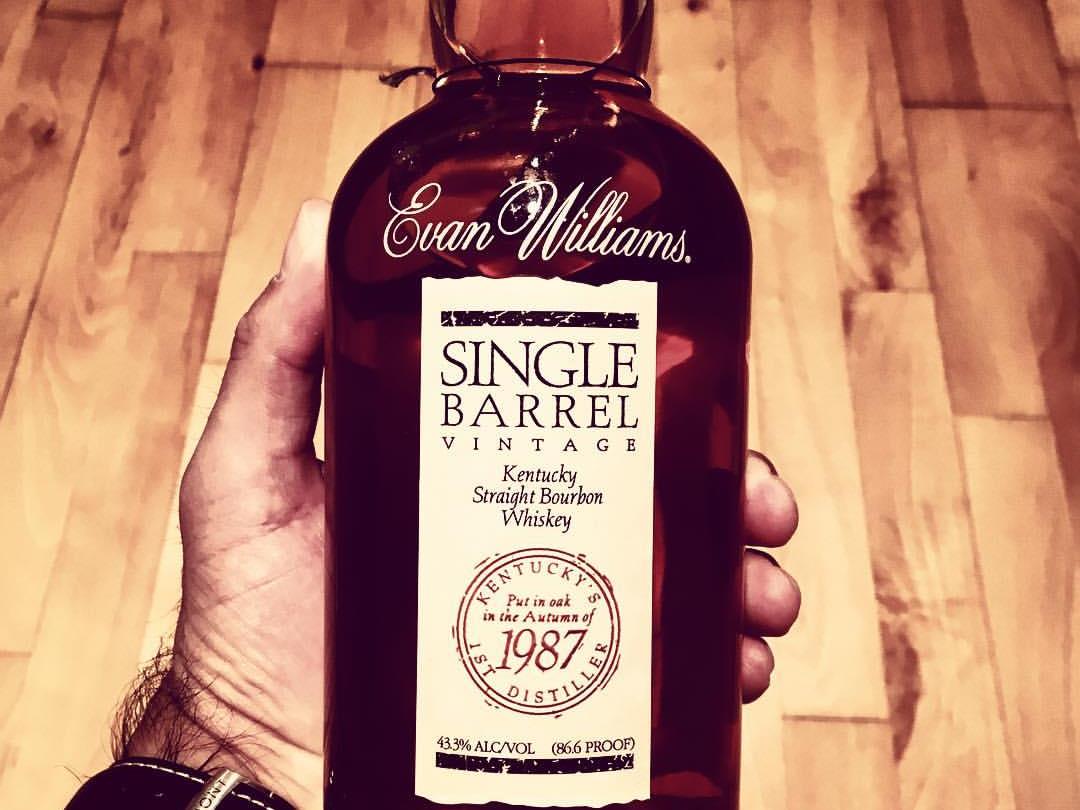 Evan Williams.
SINGLE
BARREL
VINTAGE
Kentucky
Straight Bourbon
Whiskey
KENTUCKY'S
Put in oak
in the Autumn of
1987
1ST DISTILLER
43.3% ALC/VOL (86.6 PROOF)